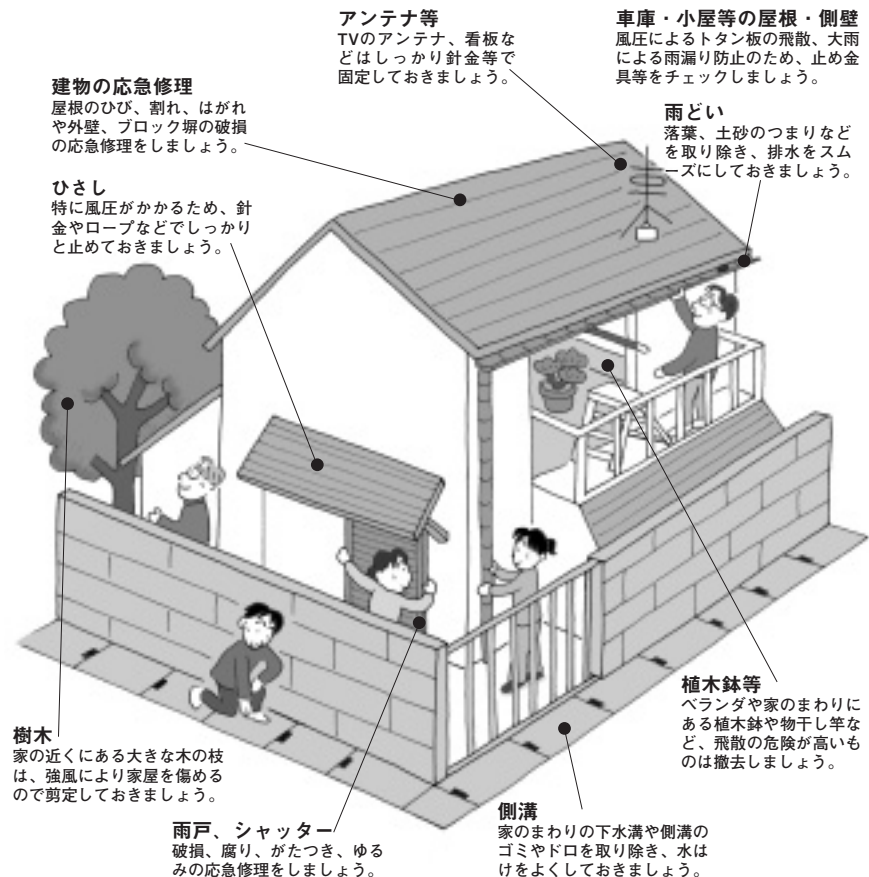 アンテナ等
TVのアンテナ、看板な
どはしっかり針金等で
固定しておきましょう。
車庫・小屋等の屋根・側壁
風圧によるトタン板の飛散、大雨
による雨漏り防止のため、止め金
具等をチェックしましょう。
建物の応急修理
屋根のひび、割れ、はがれ
や外壁、ブロック塀の破損
の応急修理をしましょう。
雨どい
落葉、土砂のつまりなど
を取り除き、排水をスム
ーズにしておきましょう。
ひさし
特に風圧がかかるため、針
金やロープなどでしっかり
と止めておきましょう。
植木鉢等
ベランダや家のまわりに
ある植木鉢や物干し竿な
ど、飛散の危険が高いも
のは撤去しましょう。
樹木
家の近くにある大きな木の枝
は、強風により家屋を傷める
ので剪定しておきましょう。
雨戸、シャッター
破損、腐り、がたつき、ゆる
みの応急修理をしましょう。
側溝
家のまわりの下水溝や側溝の
ゴミやドロを取り除き、水は
けをよくしておきましょう。